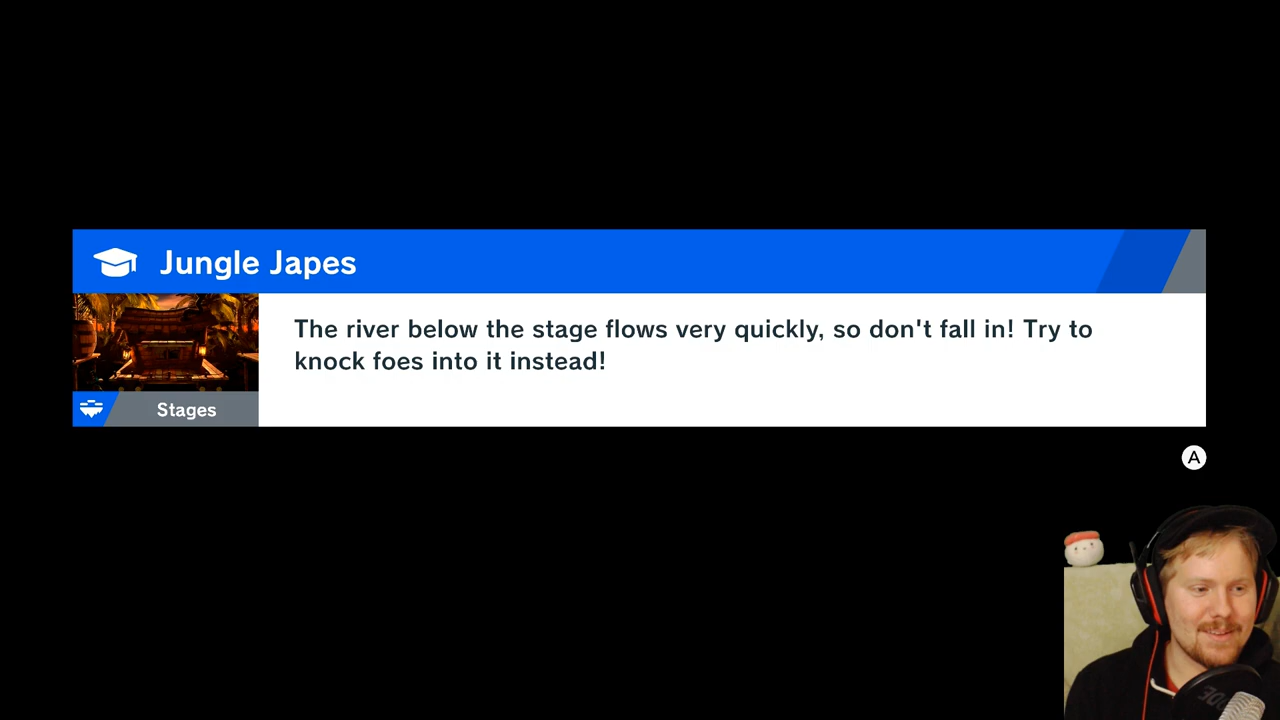 Jungle Japes
The river below the stage flows very quickly, so don't fall in! Try to
knock foes into it instead!
Stages
A
RODE